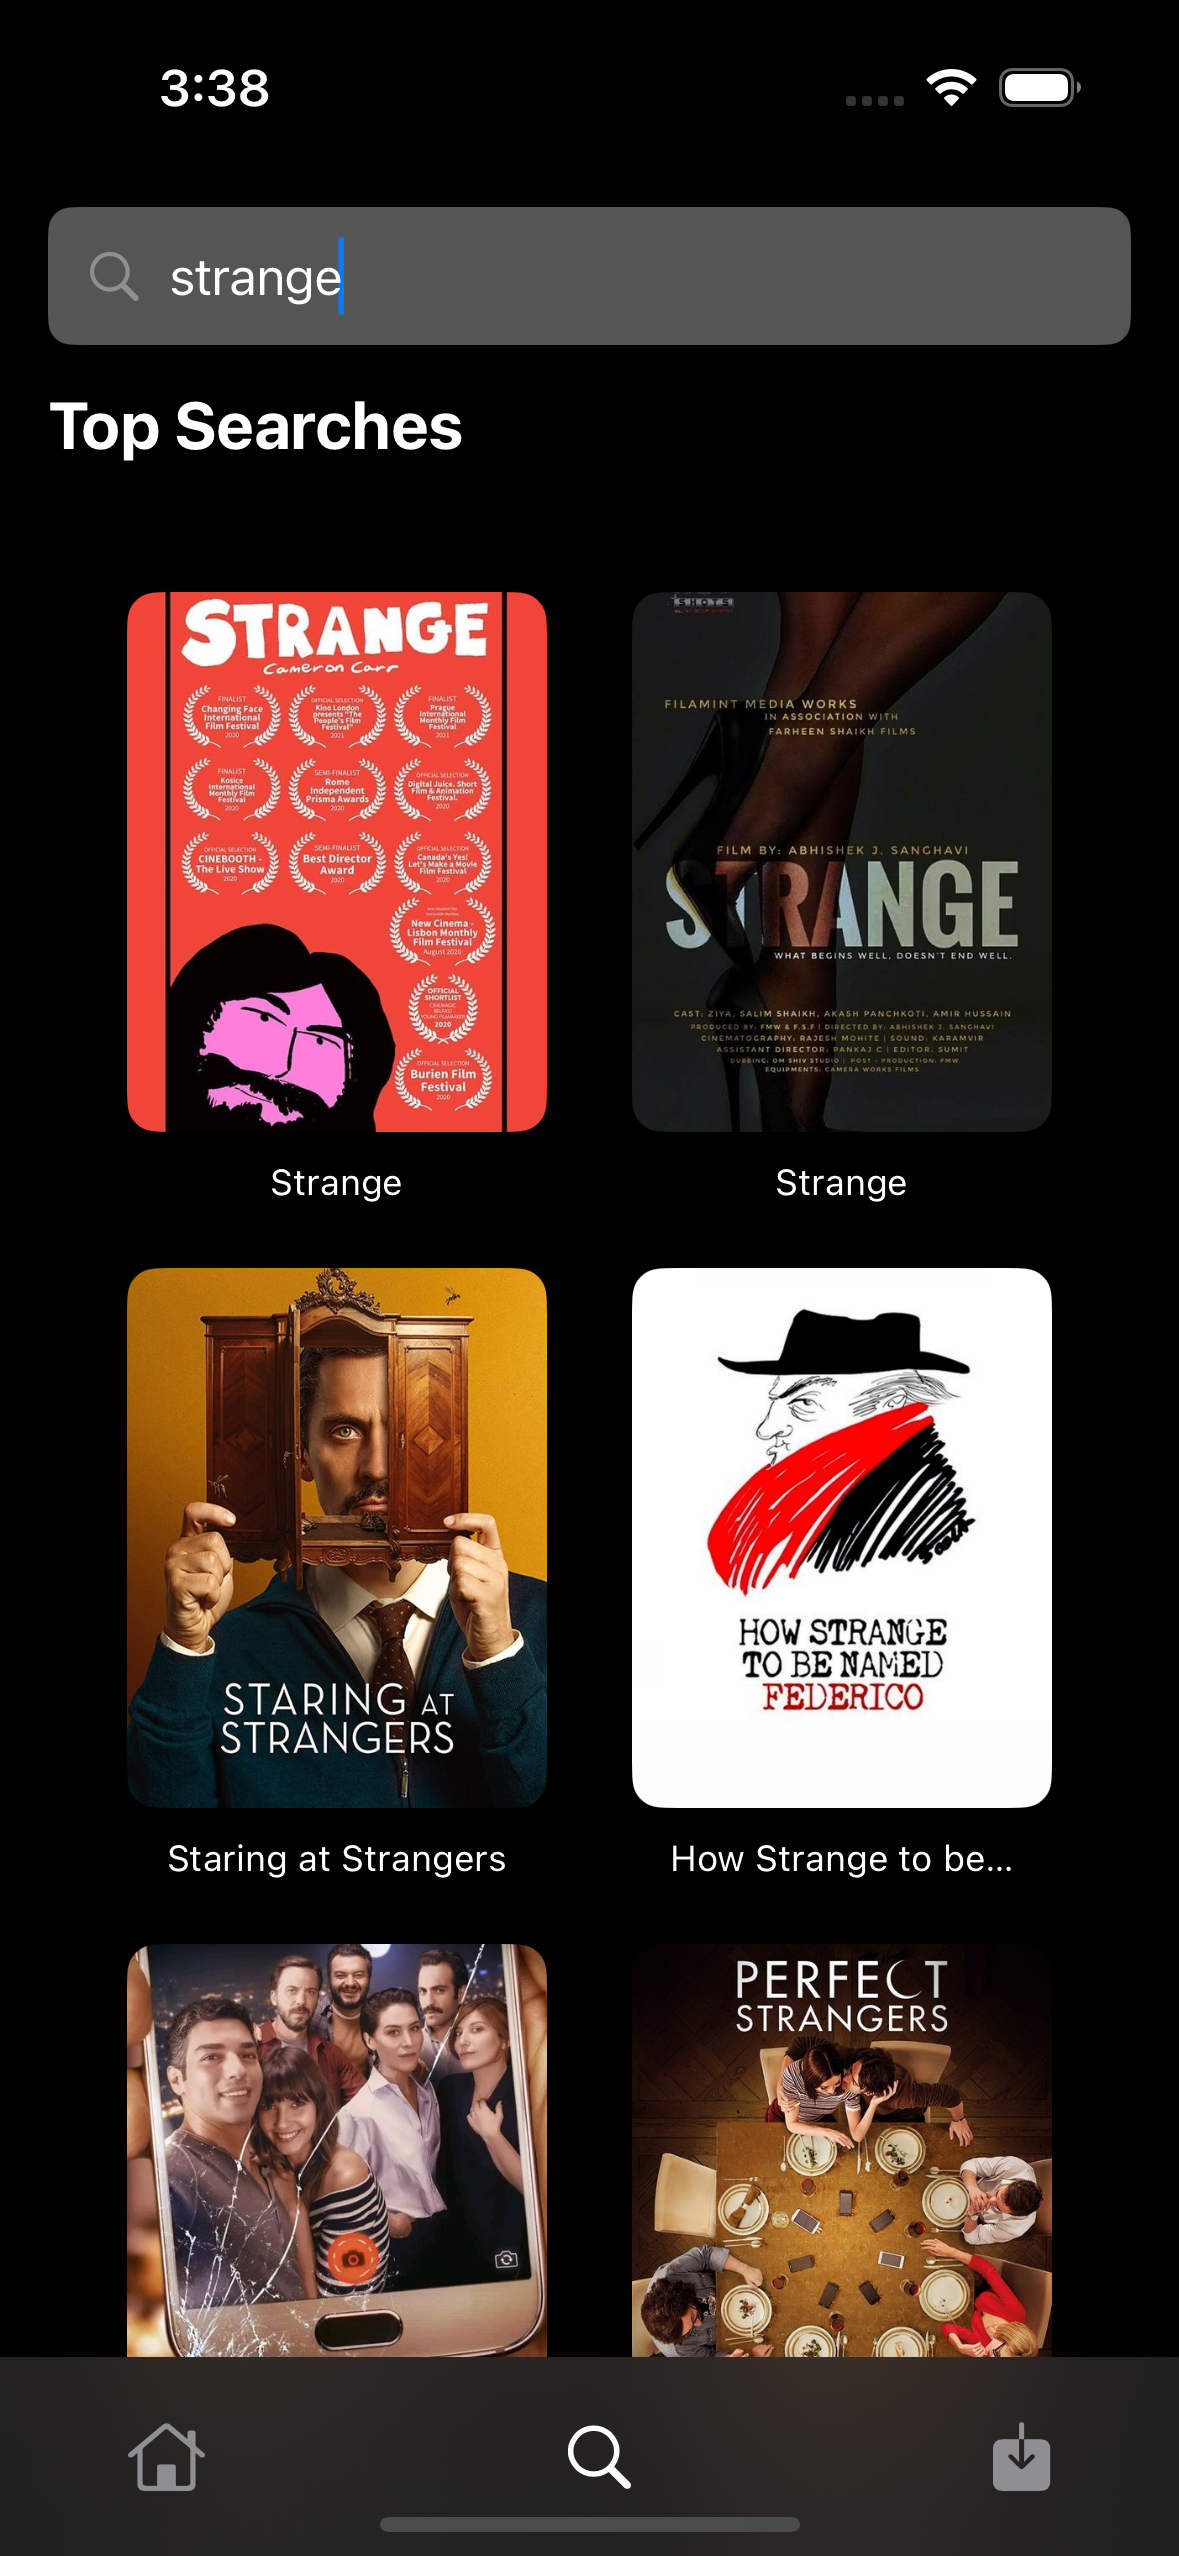 3:38
strange
Top Searches
STRANGE
Cameron Carr
FINALIST
Changing Face
International
Film Festival
2020
OFFICIAL SELECTION
Kino London
presents "The
People's Film
Festival"
2021
FINALIST
Prague
International
Monthly Film
Festival
2021
FINALIST
Kosice
International
Monthly Film
Festival
2020
SEMI-FINALIST
Rome
Independent
Prisma Awards
2020
OFFICIAL SELECTION
Digital Juice. Short
Film & Animation
Festival.
2020
OFFICIAL SELECTION
CINEBOOTH -
The Live Show
2020
SEMI-FINALIST
Best Director
Award
2020
OFFICIAL SELECTION
Canada's Yes!
Let's Make a Movie
Film Festival
2020
New Cinema -
Lisbon Monthly
Film Festival
August 2020
OFFICIAL
SHORTLIST
CINEMAGIC
BELFAST
YOUNG FILMMAKER
2020
OFFICIAL SELECTION
Burien Film
Festival
2020
SHOTS
FILAMINT MEDIA WORKS
IN ASSOCIATION WITH
FARHEEN SHAIKH FILMS
FILM BY: ABHISHEK J. SANGHAVI
STRANGE
WHAT BEGINS WELL, DOESN'T END WELL.
CAST: ZIYA, SALIM SHAIKH, AKASH PANCHKOTI, AMIR HUSSAIN
PRODUCED BY: FMW & F.S.F | DIRECTED BY: ABHISHEK J. SANGHAVI
CINEMATOGRAPHY: RAJESH MOHITE | SOUND: KARAMVIR
ASSISTANT DIRECTOR: PANKAJ C | EDITOR: SUMIT
DUBBING: OM SHIV STUDIO | POST - PRODUCTION: FMW
EQUIPMENTS: CAMERA WORKS FILMS
Strange
Strange
STARING AT
STRANGERS
HOW STRANGE
TO BE NAMED
FEDERICO
Staring at Strangers
How Strange to be...
PERFECT
STRANGERS